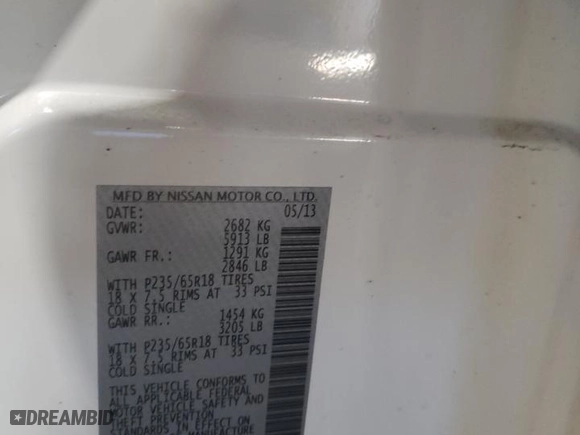 MFD BY NISSAN MOTOR CO., LTD.
DATE: 05/13
GVWR: 2682 KG
5913 LB
GAWR FR.: 1291 KG
2846 LB
WITH P235/65R18 TIRES
18 X 7.5 RIMS AT 33 PSI
COLD SINGLE
GAWR RR.: 1454 KG
3205 LB
WITH P235/65R18 TIRES
18 X 7.5 RIMS AT 33 PSI
COLD SINGLE
THIS VEHICLE CONFORMS TO
ALL APPLICABLE FEDERAL
MOTOR VEHICLE SAFETY AND
THEFT PREVENTION
STANDARDS IN EFFECT ON
MANUFACTURE
DREAMBID.COM